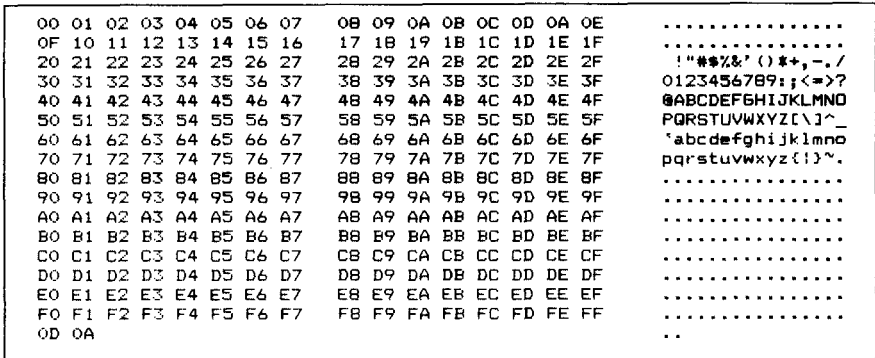 00 01 02 03 04 05 06 07 08 09 0A 0B 0C 0D 0A 0E ................
0F 10 11 12 13 14 15 16 17 18 19 1B 1C 1D 1E 1F ................
20 21 22 23 24 25 26 27 28 29 2A 2B 2C 2D 2E 2F  !"#$%&'()*+,-./
30 31 32 33 34 35 36 37 38 39 3A 3B 3C 3D 3E 3F 0123456789:;<=>?
40 41 42 43 44 45 46 47 48 49 4A 4B 4C 4D 4E 4F @ABCDEFGHIJKLMNO
50 51 52 53 54 55 56 57 58 59 5A 5B 5C 5D 5E 5F PQRSTUVWXYZ[\]^_
60 61 62 63 64 65 66 67 68 69 6A 6B 6C 6D 6E 6F `abcdefghijklmno
70 71 72 73 74 75 76 77 78 79 7A 7B 7C 7D 7E 7F pqrstuvwxyz{|}~.
80 81 82 83 84 85 86 87 88 89 8A 8B 8C 8D 8E 8F ................
90 91 92 93 94 95 96 97 98 99 9A 9B 9C 9D 9E 9F ................
A0 A1 A2 A3 A4 A5 A6 A7 A8 A9 AA AB AC AD AE AF ................
B0 B1 B2 B3 B4 B5 B6 B7 B8 B9 BA BB BC BD BE BF ................
C0 C1 C2 C3 C4 C5 C6 C7 C8 C9 CA CB CC CD CE CF ................
D0 D1 D2 D3 D4 D5 D6 D7 D8 D9 DA DB DC DD DE DF ................
E0 E1 E2 E3 E4 E5 E6 E7 E8 E9 EA EB EC ED EE EF ................
F0 F1 F2 F3 F4 F5 F6 F7 F8 F9 FA FB FC FD FE FF ................
0D 0A ..